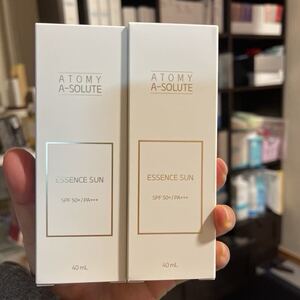 ATOMY
A-SOLUTE
ESSENCE SUN
SPF 50+/PA+++
40 mL
ATOMY
A-SOLUTE
ESSENCE SUN
SPF 50+/PA+++
40 mL